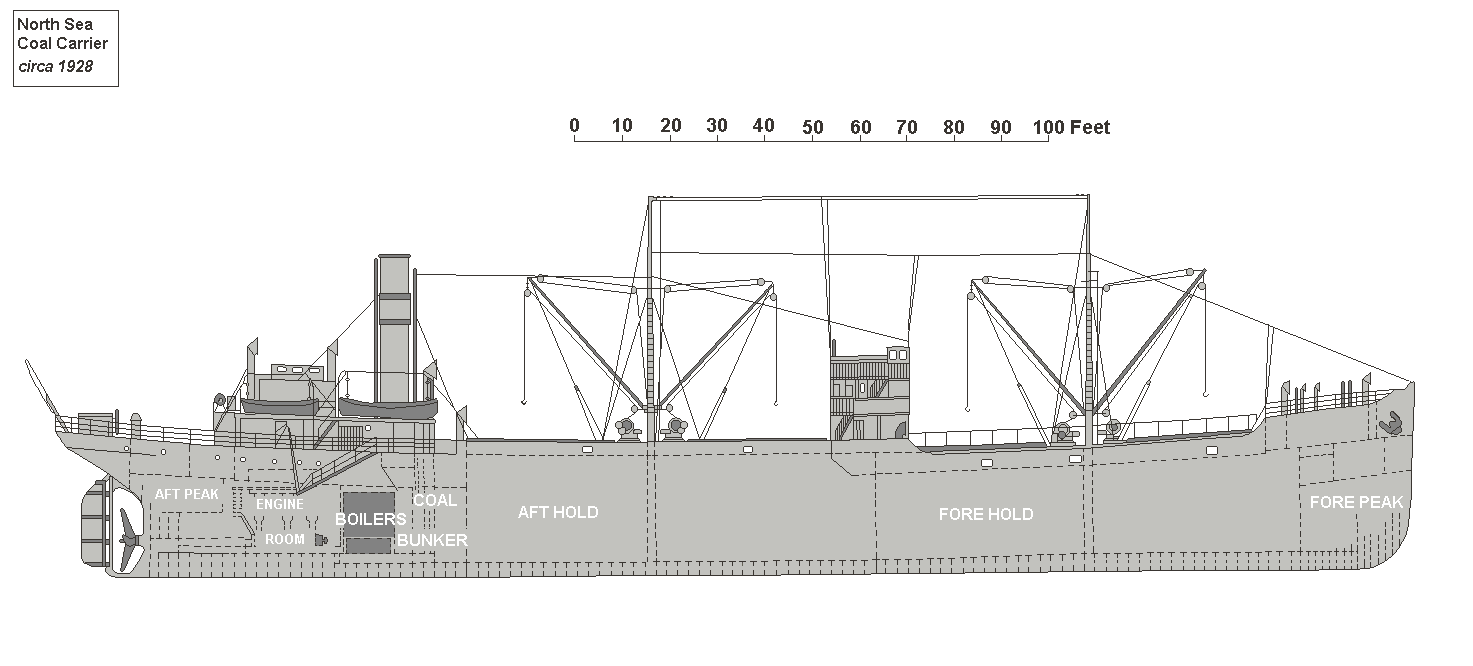 North Sea
Coal Carrier
circa 1928
0 10 20 30 40 50 60 70 80 90 100 Feet
AFT PEAK
ENGINE
ROOM
BOILERS
COAL
BUNKER
AFT HOLD
FORE HOLD
FORE PEAK